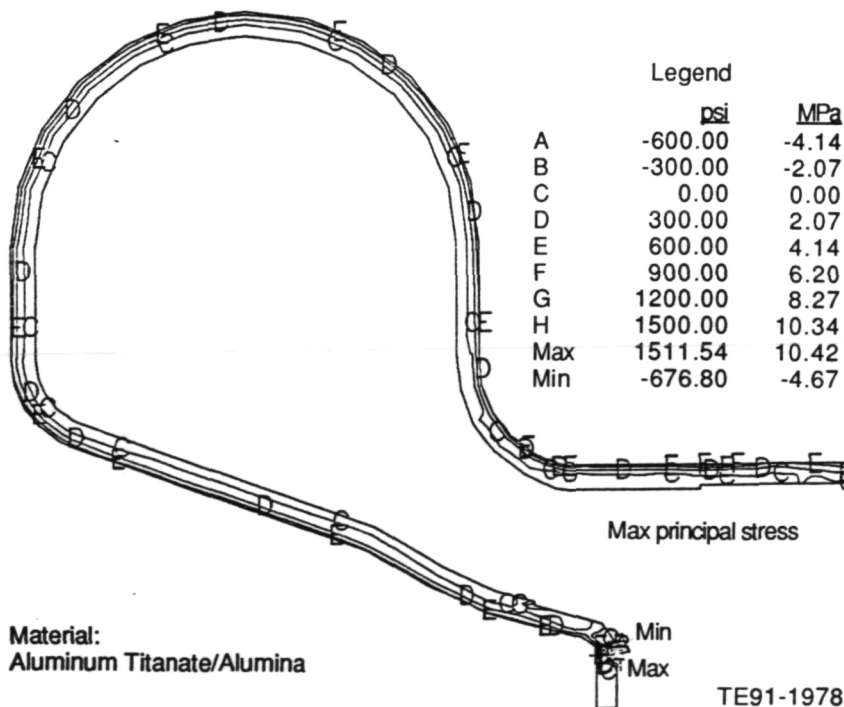 Legend
psi MPa
A -600.00 -4.14
B -300.00 -2.07
C 0.00 0.00
D 300.00 2.07
E 600.00 4.14
F 900.00 6.20
G 1200.00 8.27
H 1500.00 10.34
Max 1511.54 10.42
Min -676.80 -4.67
Max principal stress
Material:
Aluminum Titanate/Alumina
Min
Max
TE91-1978